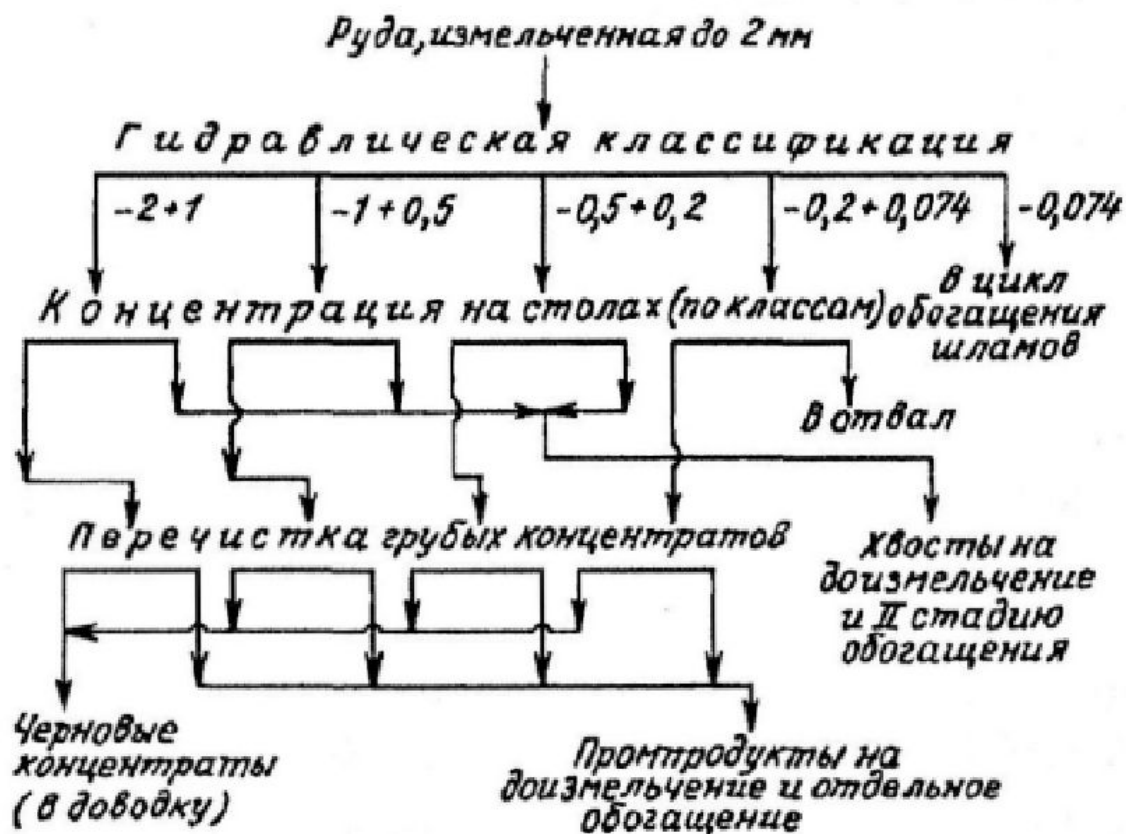 Руда, измельченная до 2 мм
Гидравлическая классификация
-2+1
-1+0,5
-0,5+0,2
-0,2+0,074
-0,074
Концентрация на столах (по классам)
в цикл
обогащения
шламов
В отвал
Перечистка грубых концентратов
Хвосты на
доизмельчение
и II стадию
обогащения
Черновые
концентраты
(в доводку)
Промпродукты на
доизмельчение и отдельное
обогащение